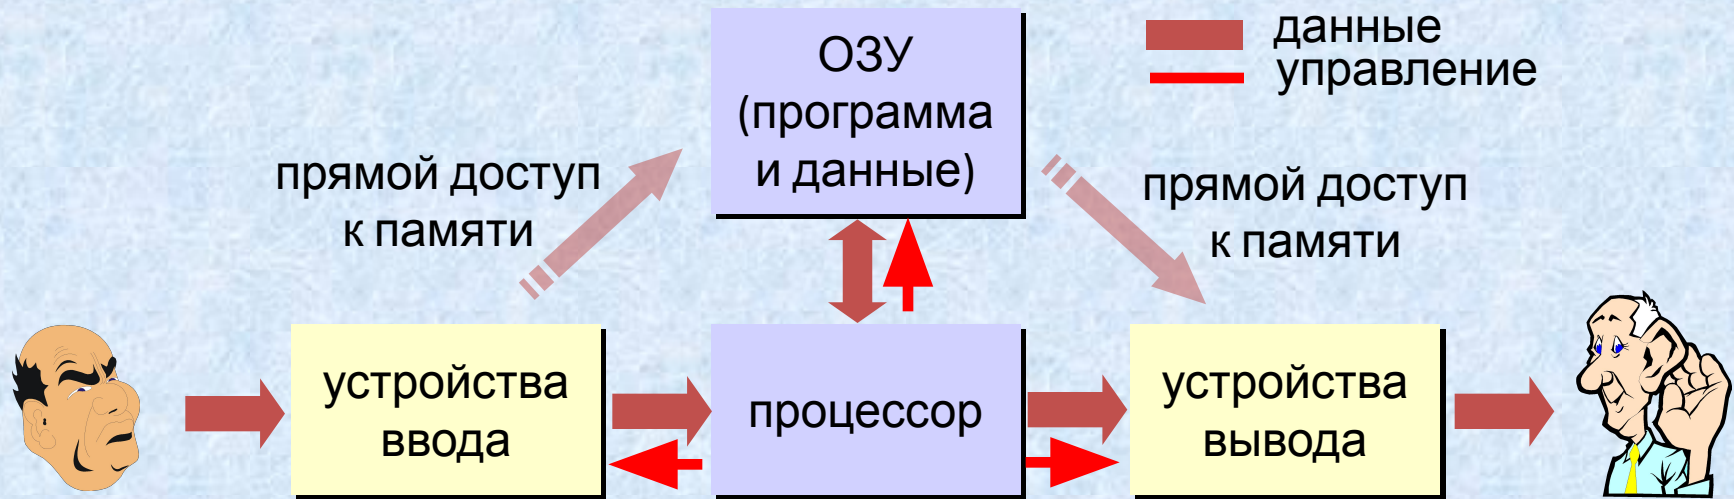 ОЗУ
(программа
и данные)
данные
управление
прямой доступ
к памяти
прямой доступ
к памяти
устройства
ввода
процессор
устройства
вывода